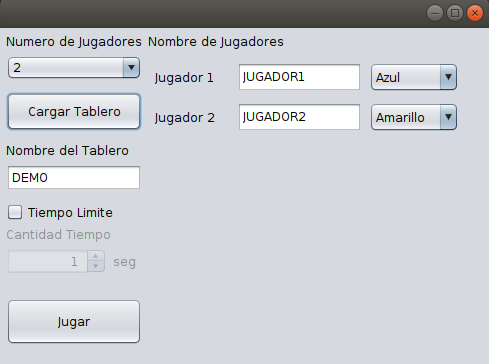 Numero de Jugadores Nombre de Jugadores
2
Jugador 1 JUGADOR1 Azul
Cargar Tablero
Jugador 2 JUGADOR2 Amarillo
Nombre del Tablero
DEMO
Tiempo Limite
Cantidad Tiempo
1 seg
Jugar